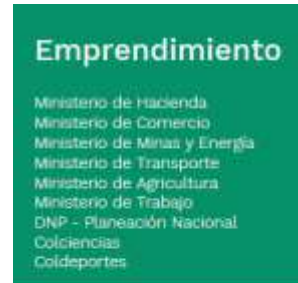 Emprendimiento
Ministerio de Hacienda
Ministerio de Comercio
Ministerio de Minas y Energía
Ministerio de Transporte
Ministerio de Agricultura
Ministerio de Trabajo
DNP - Planeación Nacional
Colciencias
Coldeportes